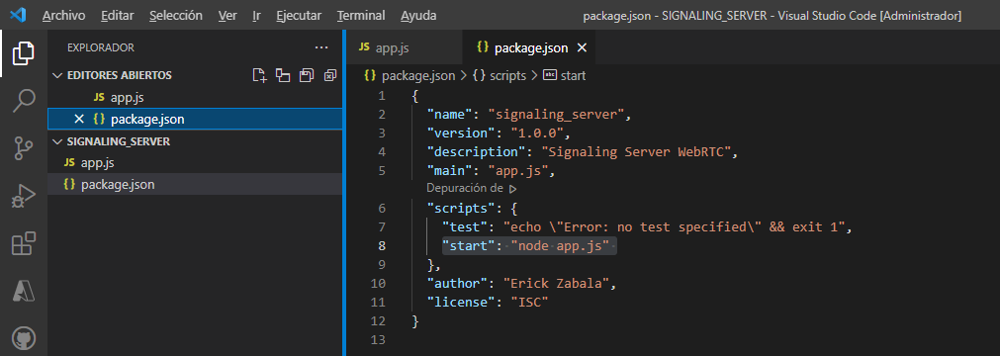 Archivo Editar Selección Ver Ir Ejecutar Terminal Ayuda package.json - SIGNALING_SERVER - Visual Studio Code [Administrador]
EXPLORADOR
EDITORES ABIERTOS
JS app.js
{} package.json
SIGNALING_SERVER
JS app.js
{} package.json
JS app.js {} package.json
{} package.json > {} scripts > abc start
1 {
2 "name": "signaling_server",
3 "version": "1.0.0",
4 "description": "Signaling Server WebRTC",
5 "main": "app.js",
Depuración de
6 "scripts": {
7 "test": "echo \"Error: no test specified\" && exit 1",
8 "start": "node app.js"
9 },
10 "author": "Erick Zabala",
11 "license": "ISC"
12 }
13